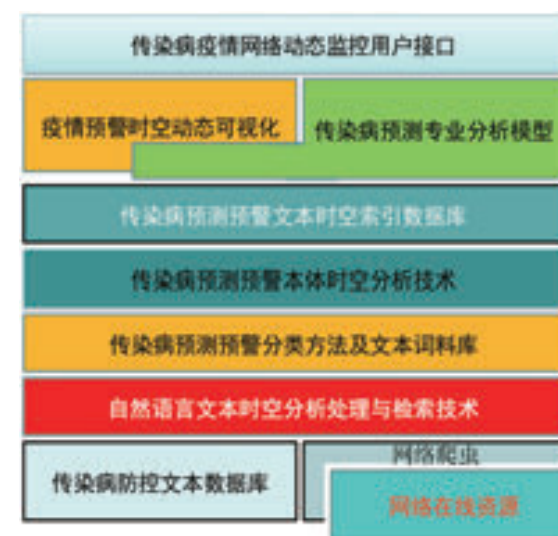 传染病疫情网络动态监控用户接口
疫情预警时空动态可视化
传染病预测专业分析模型
传染病预测预警文本时空索引数据库
传染病预测预警本体时空分析技术
传染病预测预警分类方法及文本词料库
自然语言文本时空分析处理与检索技术
传染病防控文本数据库
网络爬虫
网络在线资源